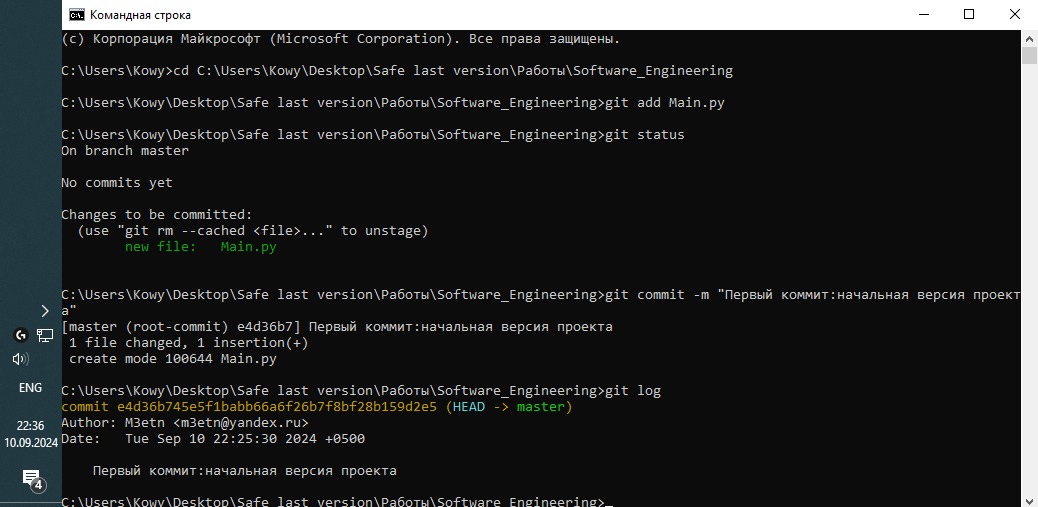 Командная строка
(c) Корпорация Майкрософт (Microsoft Corporation). Все права защищены.
C:\Users\Kowy>cd C:\Users\Kowy\Desktop\Safe last version\Работы\Software_Engineering
C:\Users\Kowy\Desktop\Safe last version\Работы\Software_Engineering>git add Main.py
C:\Users\Kowy\Desktop\Safe last version\Работы\Software_Engineering>git status
On branch master
No commits yet
Changes to be committed:
(use "git rm --cached <file>..." to unstage)
new file:   Main.py
C:\Users\Kowy\Desktop\Safe last version\Работы\Software_Engineering>git commit -m "Первый коммит:начальная версия проект
а"
[master (root-commit) e4d36b7] Первый коммит:начальная версия проекта
1 file changed, 1 insertion(+)
create mode 100644 Main.py
C:\Users\Kowy\Desktop\Safe last version\Работы\Software_Engineering>git log
commit e4d36b745e5f1babb66a6f26b7f8bf28b159d2e5 (HEAD -> master)
Author: M3etn <m3etn@yandex.ru>
Date:   Tue Sep 10 22:25:30 2024 +0500
Первый коммит:начальная версия проекта
C:\Users\Kowy\Desktop\Safe last version\Работы\Software_Engineering>
ENG
22:36
10.09.2024
4